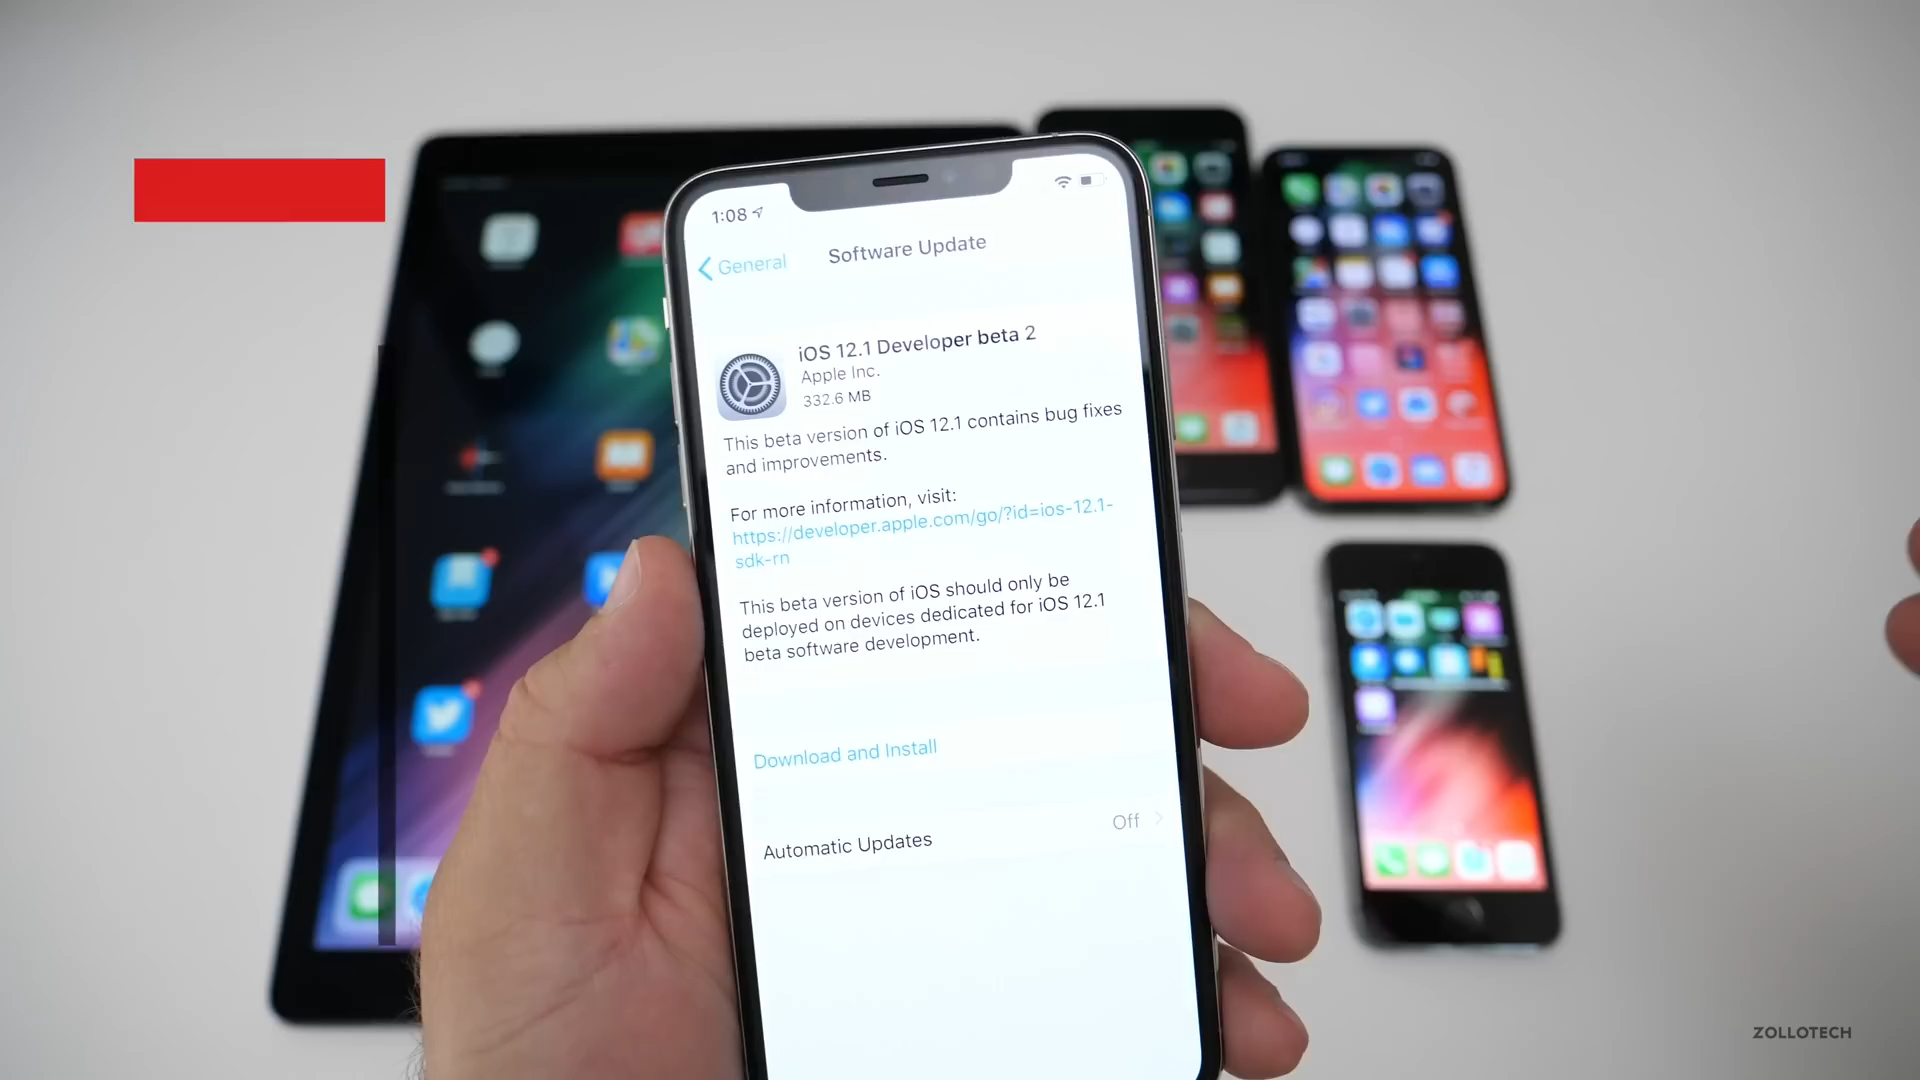 1:08
General
Software Update
iOS 12.1 Developer beta 2
Apple Inc.
332.6 MB
This beta version of iOS 12.1 contains bug fixes
and improvements.
For more information, visit:
https://developer.apple.com/go/?id=ios-12.1-
sdk-rn
This beta version of iOS should only be
deployed on devices dedicated for iOS 12.1
beta software development.
Download and Install
Automatic Updates
Off
ZOLLOTECH